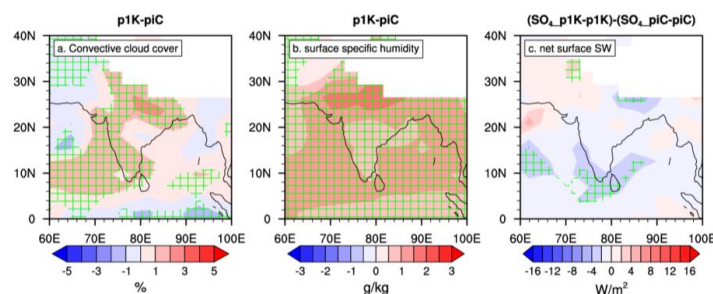 p1K-piC
a. Convective cloud cover
40N
30N
20N
10N
0
60E 70E 80E 90E 100E
-5 -3 -1 1 3 5
%
p1K-piC
b. surface specific humidity
40N
30N
20N
10N
0
60E 70E 80E 90E 100E
-3 -2 -1 0 1 2 3
g/kg
(SO4_p1K-p1K)-(SO4_piC-piC)
c. net surface SW
40N
30N
20N
10N
0
60E 70E 80E 90E 100E
-16 -12 -8 -4 0 4 8 12 16
W/m²